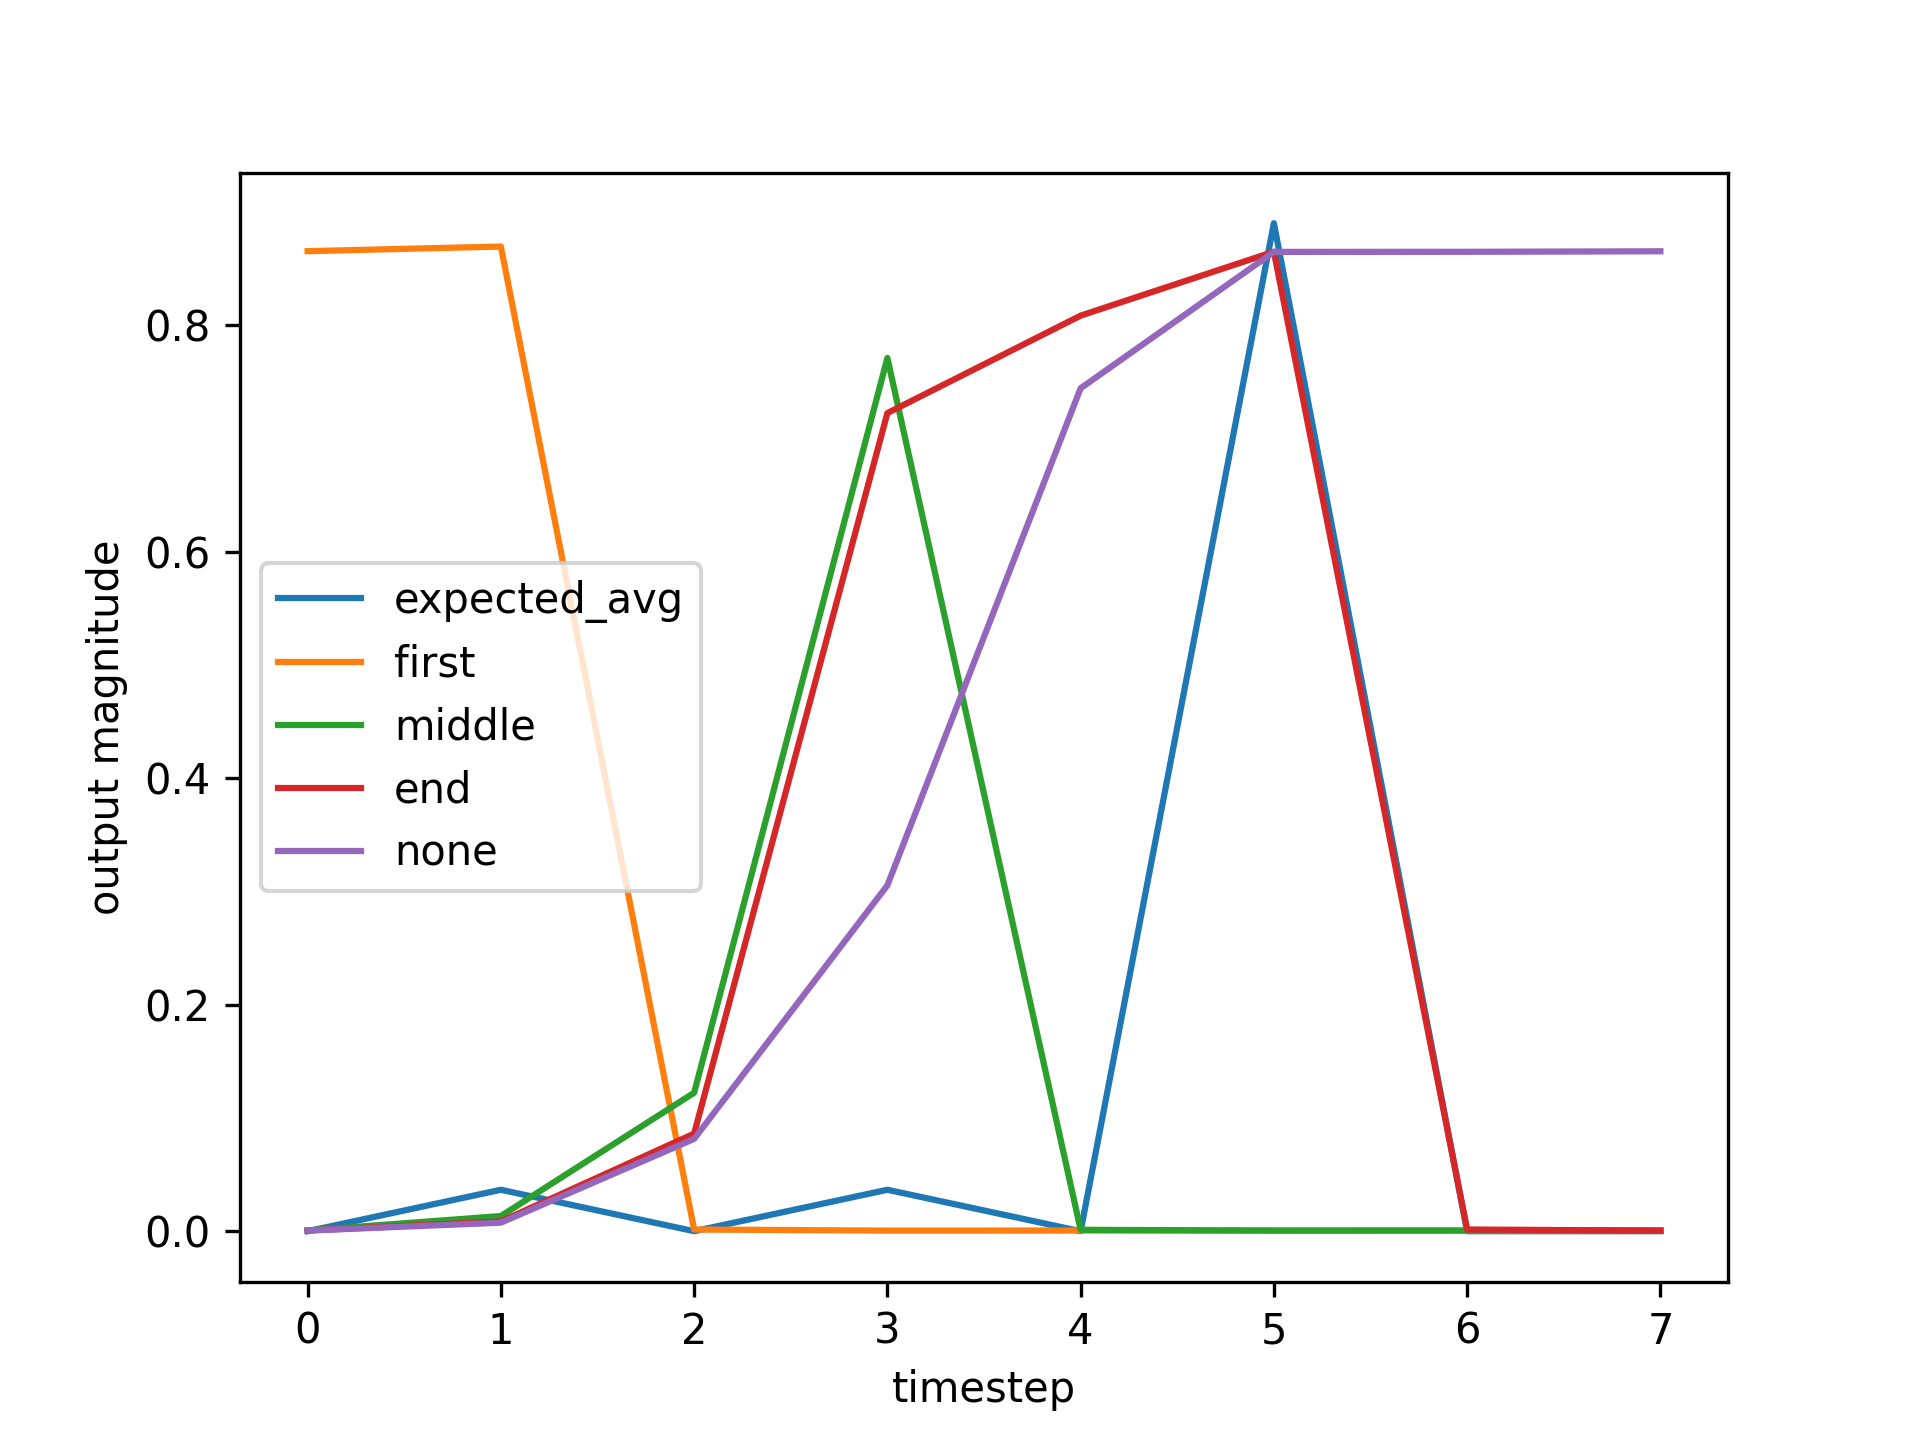 output magnitude
0.8
0.6
0.4
0.2
0.0
expected_avg
first
middle
end
none
0 1 2 3 4 5 6 7
timestep